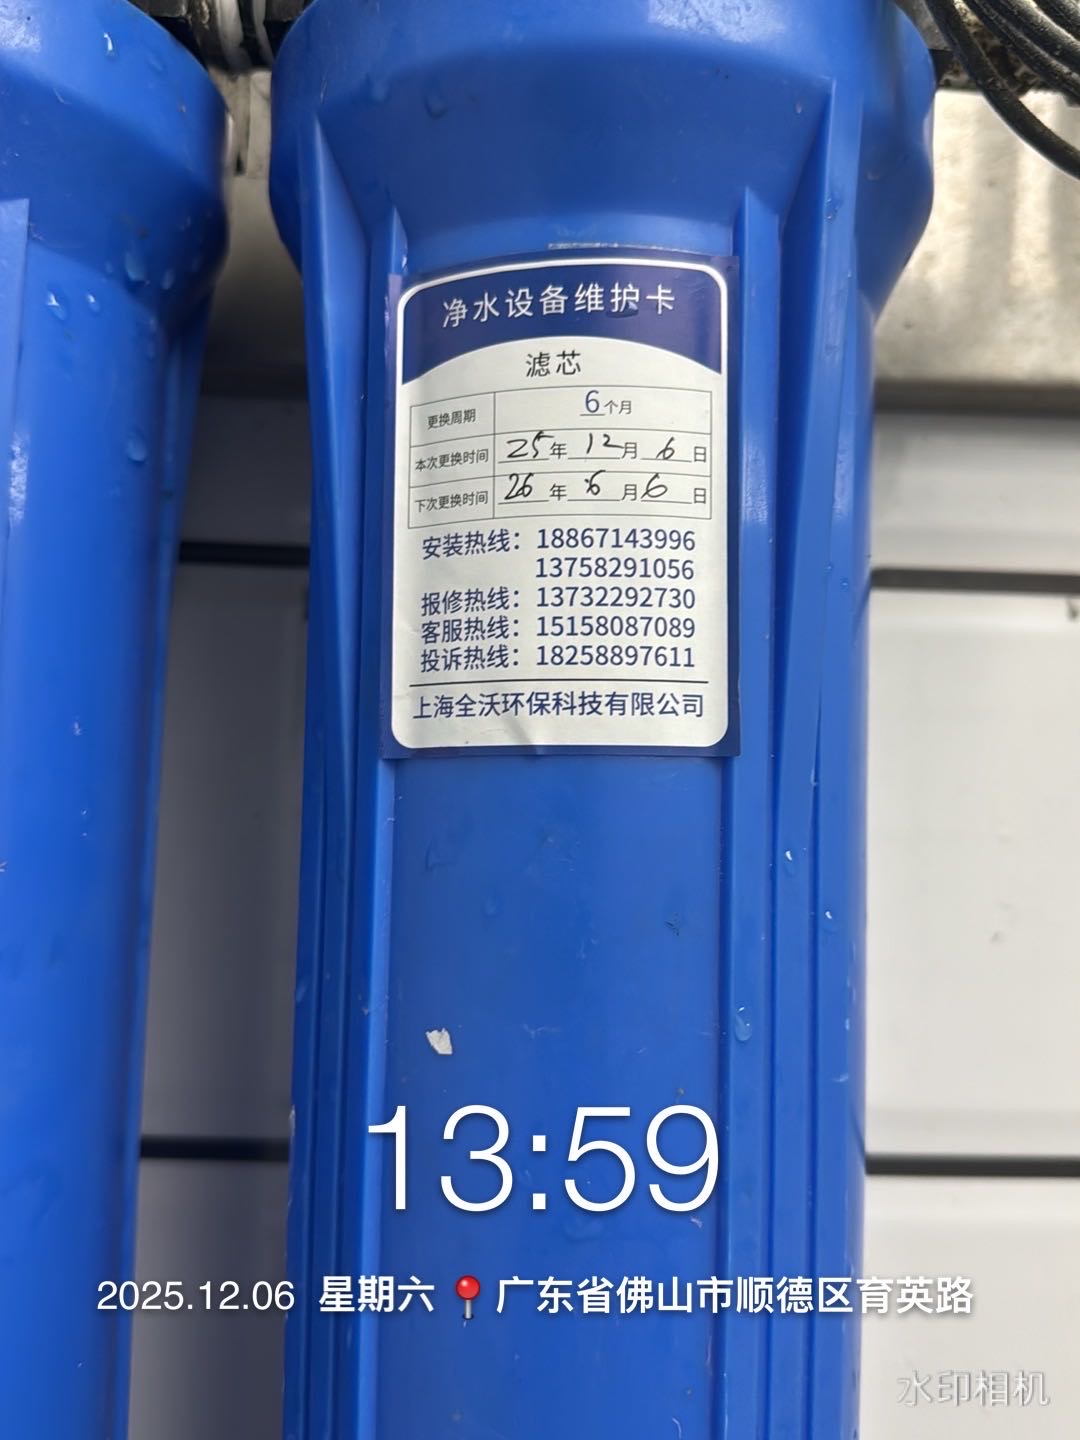 净水设备维护卡
滤芯
更换周期 6个月
本次更换时间 25年12月6日
下次更换时间 26年6月6日
安装热线：18867143996
13758291056
报修热线：13732292730
客服热线：15158087089
投诉热线：18258897611
上海全沃环保科技有限公司
13:59
2025.12.06 星期六 📍广东省佛山市顺德区育英路
水印相机